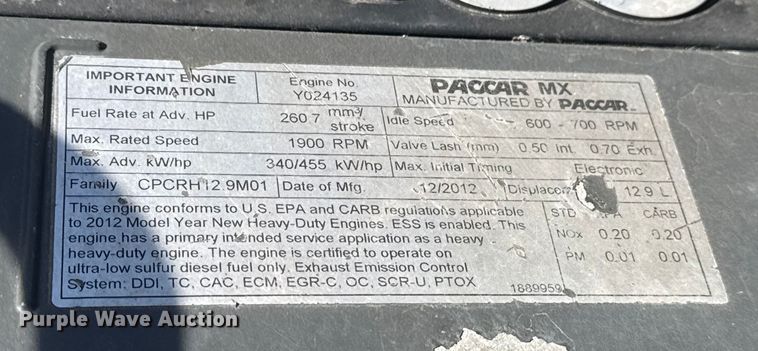 IMPORTANT ENGINE INFORMATION
Engine No. Y024135
PACCAR MX
MANUFACTURED BY PACCAR
Fuel Rate at Adv. HP 260.7 mm³/stroke
Idle Speed 600 - 700 RPM
Max. Rated Speed 1900 RPM
Valve Lash (mm) 0.50 Int. 0.70 Exh.
Max. Adv. kW/hp 340/455 kW/hp
Max. Initial Timing Electronic
Family CPCRH12.9M01
Date of Mfg. 12/2012
12.9 L
This engine conforms to U.S. EPA and CARB regulations applicable
to 2012 Model Year New Heavy-Duty Engines. ESS is enabled. This
engine has a primary intended service application as a heavy
heavy-duty engine. The engine is certified to operate on
ultra-low sulfur diesel fuel only. Exhaust Emission Control
System: DDI, TC, CAC, ECM, EGR-C, OC, SCR-U, PTOX
STD CARB
NOx 0.20 0.20
PM 0.01 0.01
1889959
Purple Wave Auction